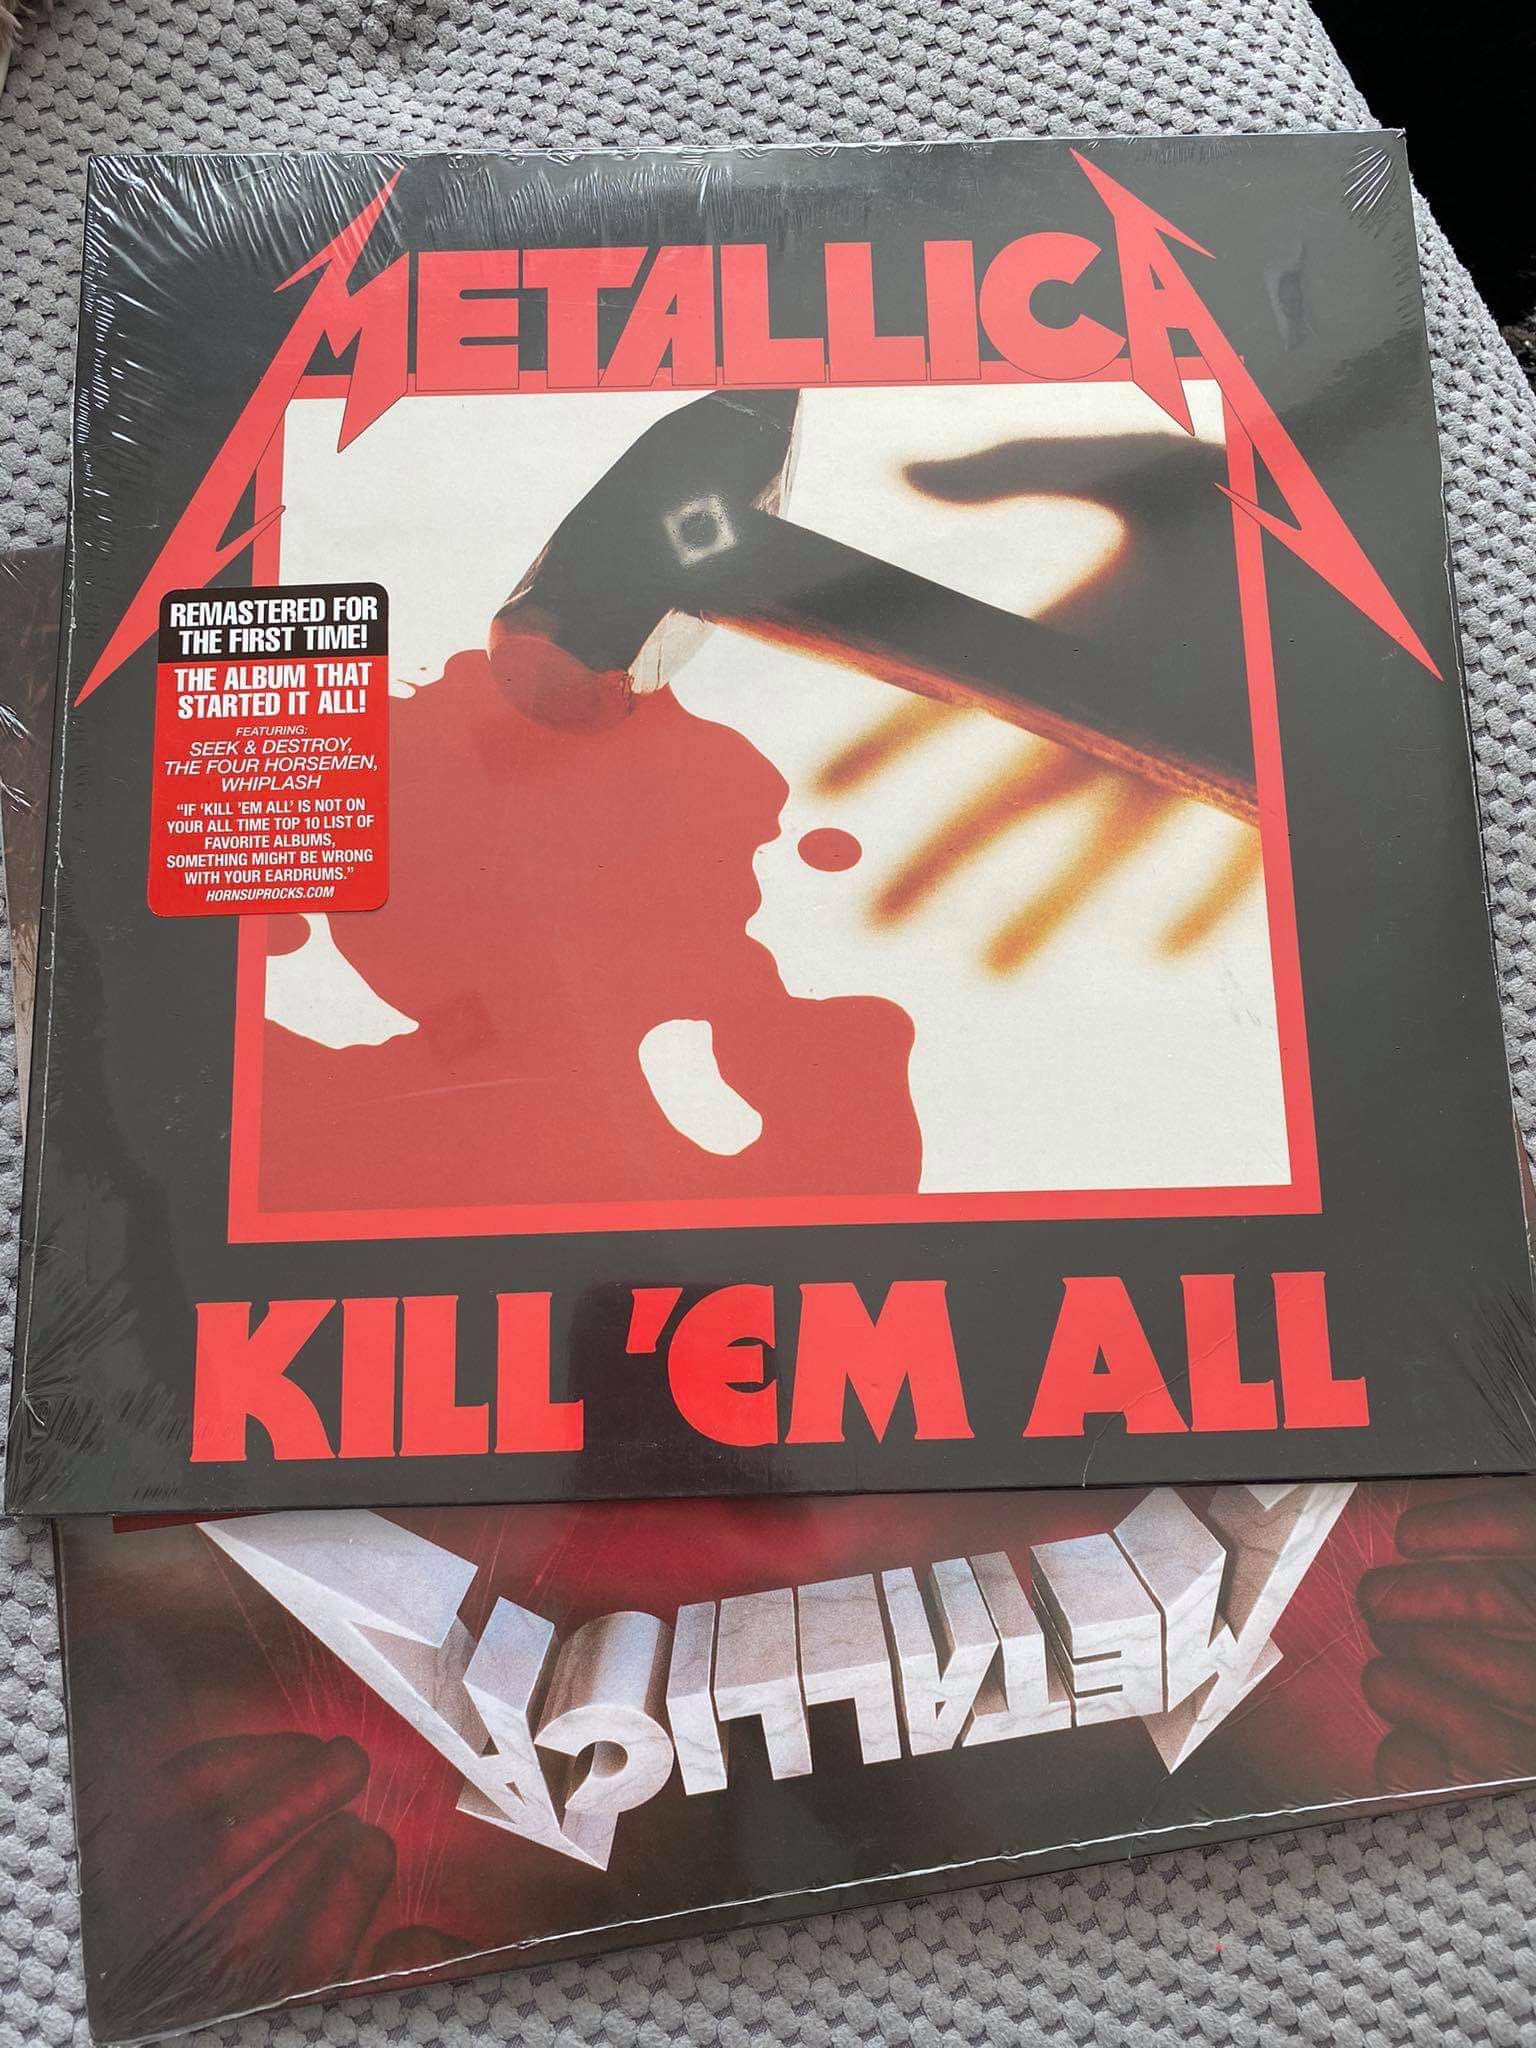 METALLICA
REMASTERED FOR
THE FIRST TIME!
THE ALBUM THAT
STARTED IT ALL!
FEATURING:
SEEK & DESTROY,
THE FOUR HORSEMEN,
WHIPLASH
"IF 'KILL 'EM ALL' IS NOT ON
YOUR ALL TIME TOP 10 LIST OF
FAVORITE ALBUMS,
SOMETHING MIGHT BE WRONG
WITH YOUR EARDRUMS."
HORNSUPROCKS.COM
KILL 'EM ALL
METALLICA